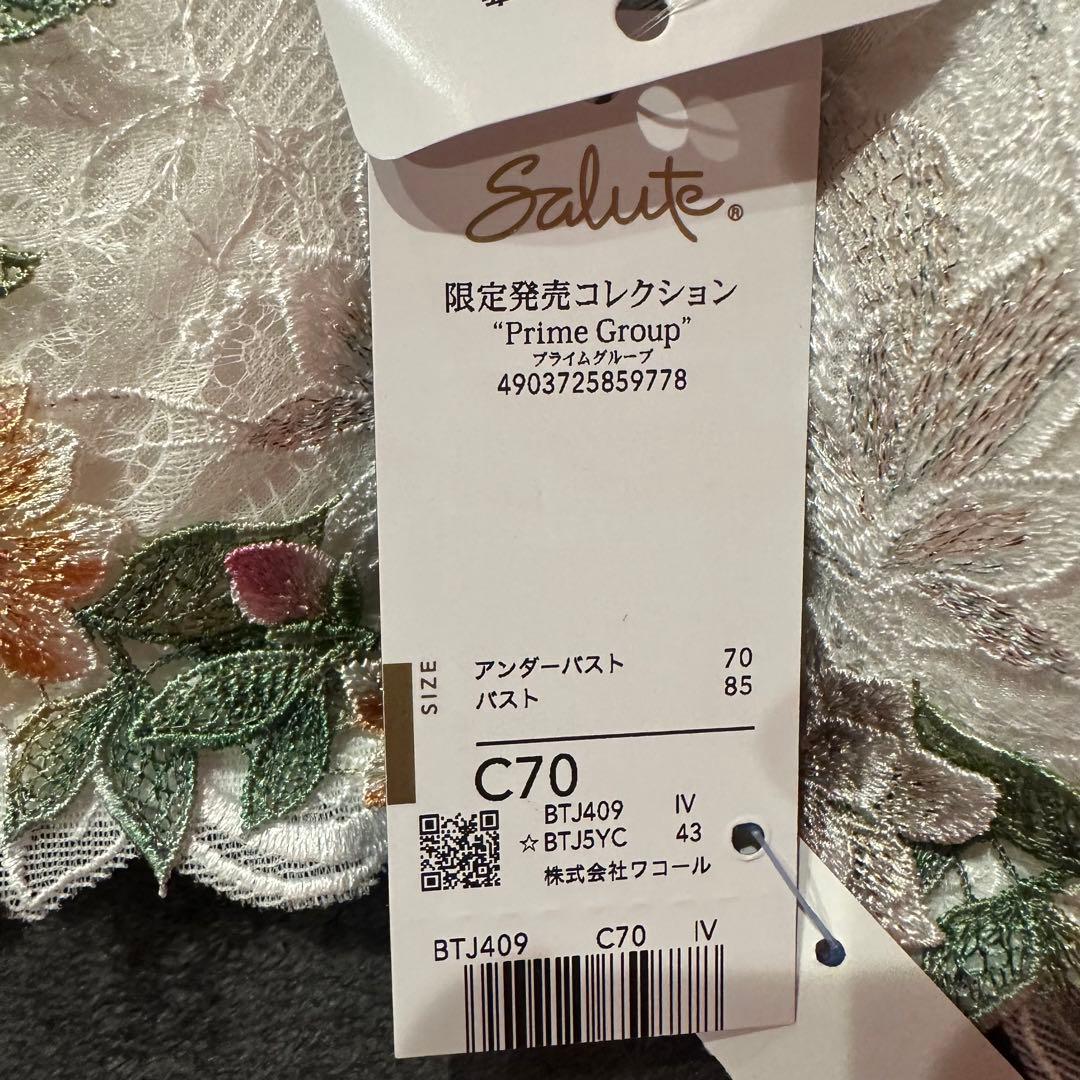 Salute®
限定発売コレクション
“Prime Group”
プライムグループ
4903725859778
SIZE
アンダーバスト 70
バスト 85
C70
BTJ409 IV
☆BTJ5YC 43
株式会社ワコール
BTJ409 C70 IV